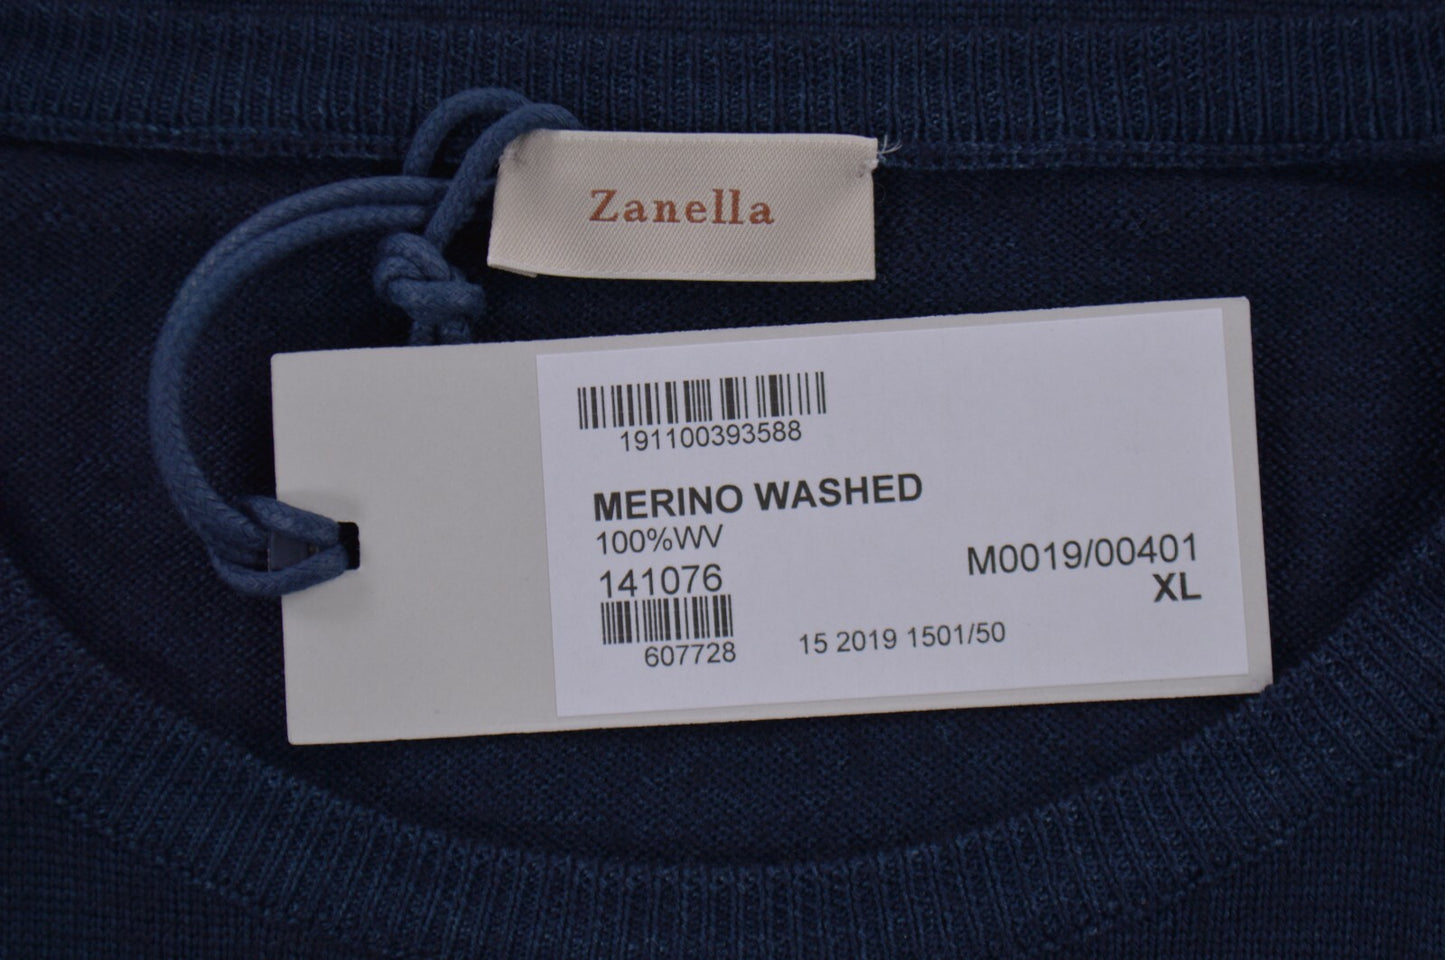 Zanella
191100393588
MERINO WASHED
100%WV
141076
M0019/00401
XL
607728
15 2019 1501/50